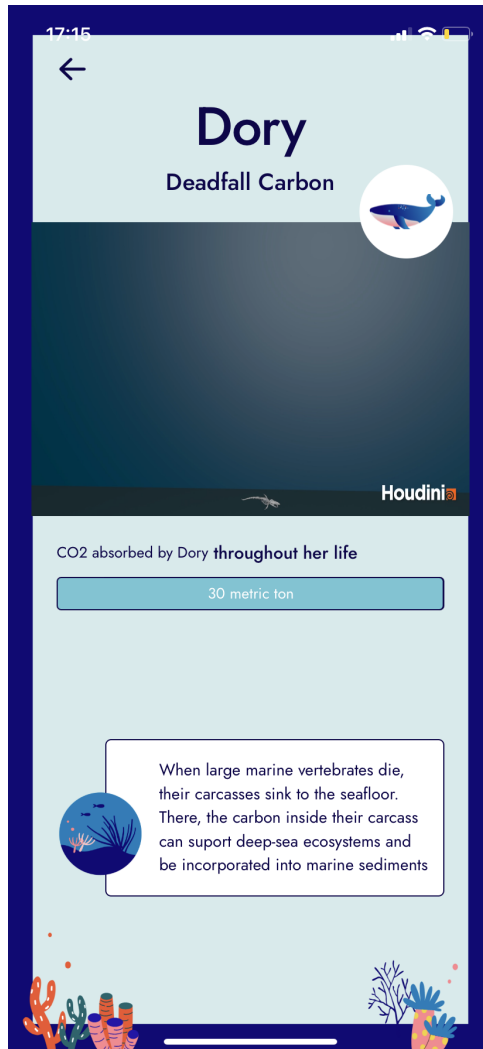 17:15
Dory
Deadfall Carbon
Houdini
CO2 absorbed by Dory throughout her life
30 metric ton
When large marine vertebrates die,
their carcasses sink to the seafloor.
There, the carbon inside their carcass
can suport deep-sea ecosystems and
be incorporated into marine sediments